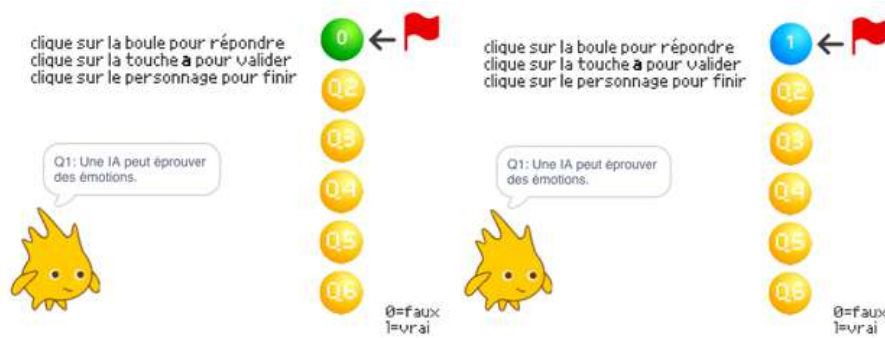 clique sur la boule pour répondre
clique sur la touche a pour valider
clique sur le personnage pour finir
0
Q2
Q3
Q1: Une IA peut éprouver
des émotions.
Q4
Q5
Q6
0=faux
1=vrai
clique sur la boule pour répondre
clique sur la touche a pour valider
clique sur le personnage pour finir
1
Q2
Q3
Q1: Une IA peut éprouver
des émotions.
Q4
Q5
Q6
0=faux
1=vrai